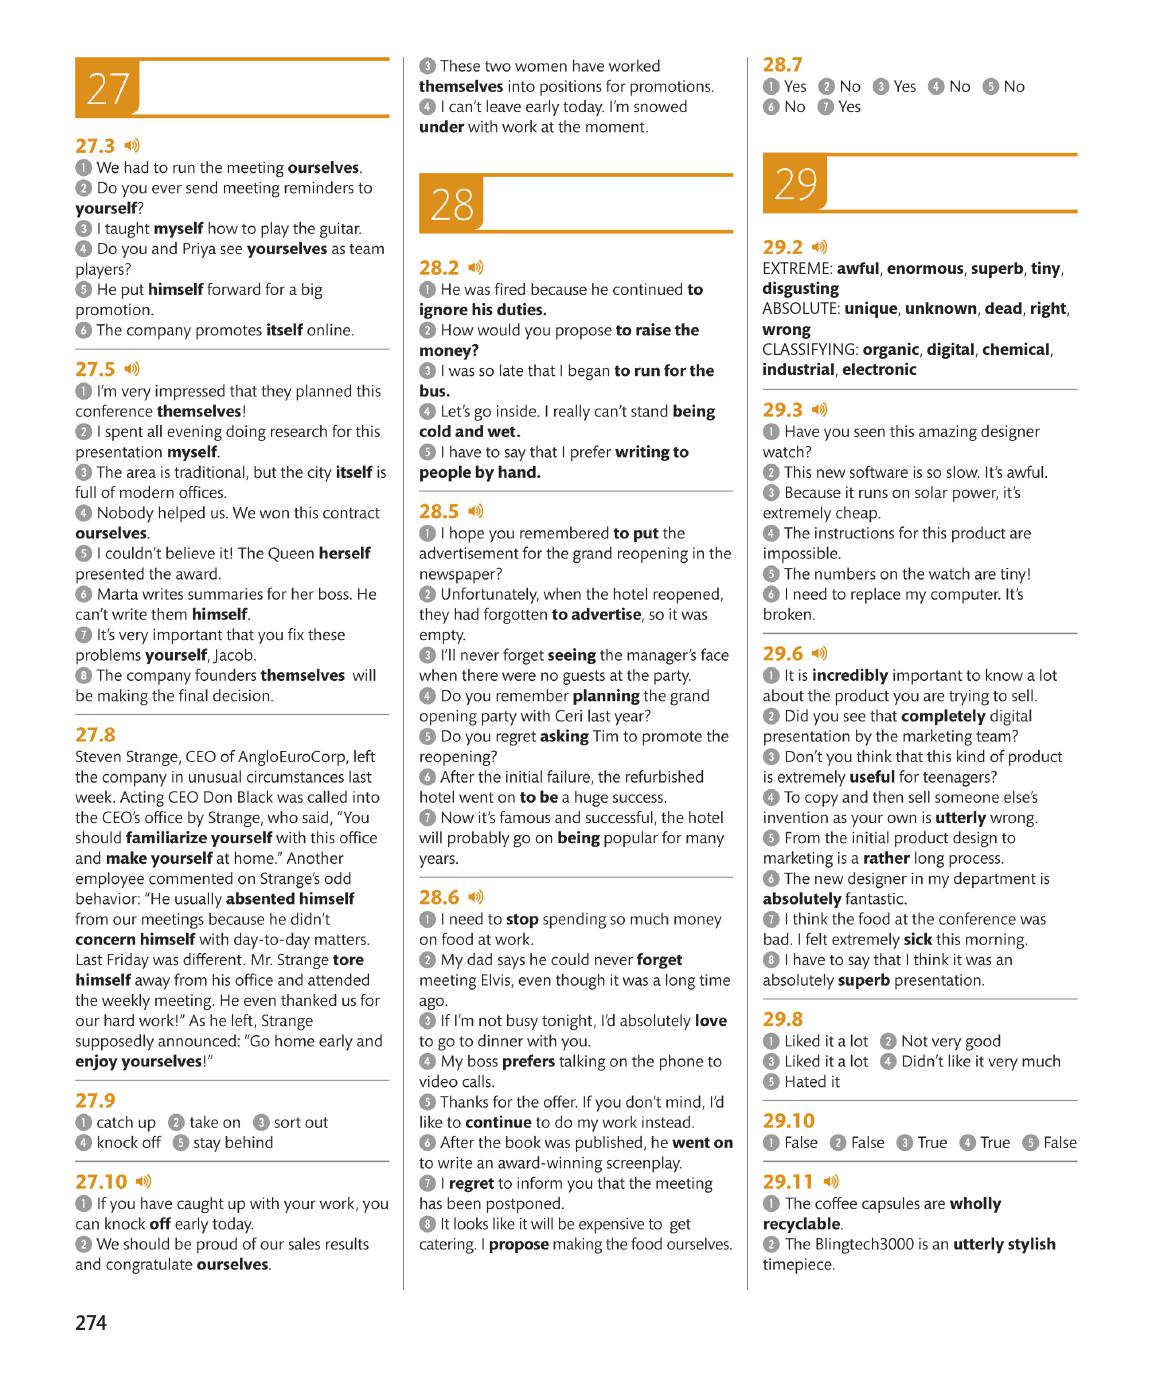 27
27.3
1 We had to run the meeting ourselves.
2 Do you ever send meeting reminders to
yourself?
3 I taught myself how to play the guitar.
4 Do you and Priya see yourselves as team
players?
5 He put himself forward for a big
promotion.
6 The company promotes itself online.
27.5
1 I'm very impressed that they planned this
conference themselves!
2 I spent all evening doing research for this
presentation myself.
3 The area is traditional, but the city itself is
full of modern offices.
4 Nobody helped us. We won this contract
ourselves.
5 I couldn't believe it! The Queen herself
presented the award.
6 Marta writes summaries for her boss. He
can't write them himself.
7 It's very important that you fix these
problems yourself, Jacob.
8 The company founders themselves will
be making the final decision.
27.8
Steven Strange, CEO of AngloEuroCorp, left
the company in unusual circumstances last
week. Acting CEO Don Black was called into
the CEO's office by Strange, who said, "You
should familiarize yourself with this office
and make yourself at home." Another
employee commented on Strange's odd
behavior: "He usually absented himself
from our meetings because he didn't
concern himself with day-to-day matters.
Last Friday was different. Mr. Strange tore
himself away from his office and attended
the weekly meeting. He even thanked us for
our hard work!" As he left, Strange
supposedly announced: "Go home early and
enjoy yourselves!"
27.9
1 catch up 2 take on 3 sort out
4 knock off 5 stay behind
27.10
1 If you have caught up with your work, you
can knock off early today.
2 We should be proud of our sales results
and congratulate ourselves.
3 These two women have worked
themselves into positions for promotions.
4 I can't leave early today. I'm snowed
under with work at the moment.
28
28.2
1 He was fired because he continued to
ignore his duties.
2 How would you propose to raise the
money?
3 I was so late that I began to run for the
bus.
4 Let's go inside. I really can't stand being
cold and wet.
5 I have to say that I prefer writing to
people by hand.
28.5
1 I hope you remembered to put the
advertisement for the grand reopening in the
newspaper?
2 Unfortunately, when the hotel reopened,
they had forgotten to advertise, so it was
empty.
3 I'll never forget seeing the manager's face
when there were no guests at the party.
4 Do you remember planning the grand
opening party with Ceri last year?
5 Do you regret asking Tim to promote the
reopening?
6 After the initial failure, the refurbished
hotel went on to be a huge success.
7 Now it's famous and successful, the hotel
will probably go on being popular for many
years.
28.6
1 I need to stop spending so much money
on food at work.
2 My dad says he could never forget
meeting Elvis, even though it was a long time
ago.
3 If I'm not busy tonight, I'd absolutely love
to go to dinner with you.
4 My boss prefers talking on the phone to
video calls.
5 Thanks for the offer. If you don't mind, I'd
like to continue to do my work instead.
6 After the book was published, he went on
to write an award-winning screenplay.
7 I regret to inform you that the meeting
has been postponed.
8 It looks like it will be expensive to get
catering. I propose making the food ourselves.
28.7
1 Yes 2 No 3 Yes 4 No 5 No
6 No 7 Yes
29
29.2
EXTREME: awful, enormous, superb, tiny,
disgusting
ABSOLUTE: unique, unknown, dead, right,
wrong
CLASSIFYING: organic, digital, chemical,
industrial, electronic
29.3
1 Have you seen this amazing designer
watch?
2 This new software is so slow. It's awful.
3 Because it runs on solar power, it's
extremely cheap.
4 The instructions for this product are
impossible.
5 The numbers on the watch are tiny!
6 I need to replace my computer. It's
broken.
29.6
1 It is incredibly important to know a lot
about the product you are trying to sell.
2 Did you see that completely digital
presentation by the marketing team?
3 Don't you think that this kind of product
is extremely useful for teenagers?
4 To copy and then sell someone else's
invention as your own is utterly wrong.
5 From the initial product design to
marketing is a rather long process.
6 The new designer in my department is
absolutely fantastic.
7 I think the food at the conference was
bad. I felt extremely sick this morning.
8 I have to say that I think it was an
absolutely superb presentation.
29.8
1 Liked it a lot 2 Not very good
3 Liked it a lot 4 Didn't like it very much
5 Hated it
29.10
1 False 2 False 3 True 4 True 5 False
29.11
1 The coffee capsules are wholly
recyclable.
2 The Blingtech3000 is an utterly stylish
timepiece.
274